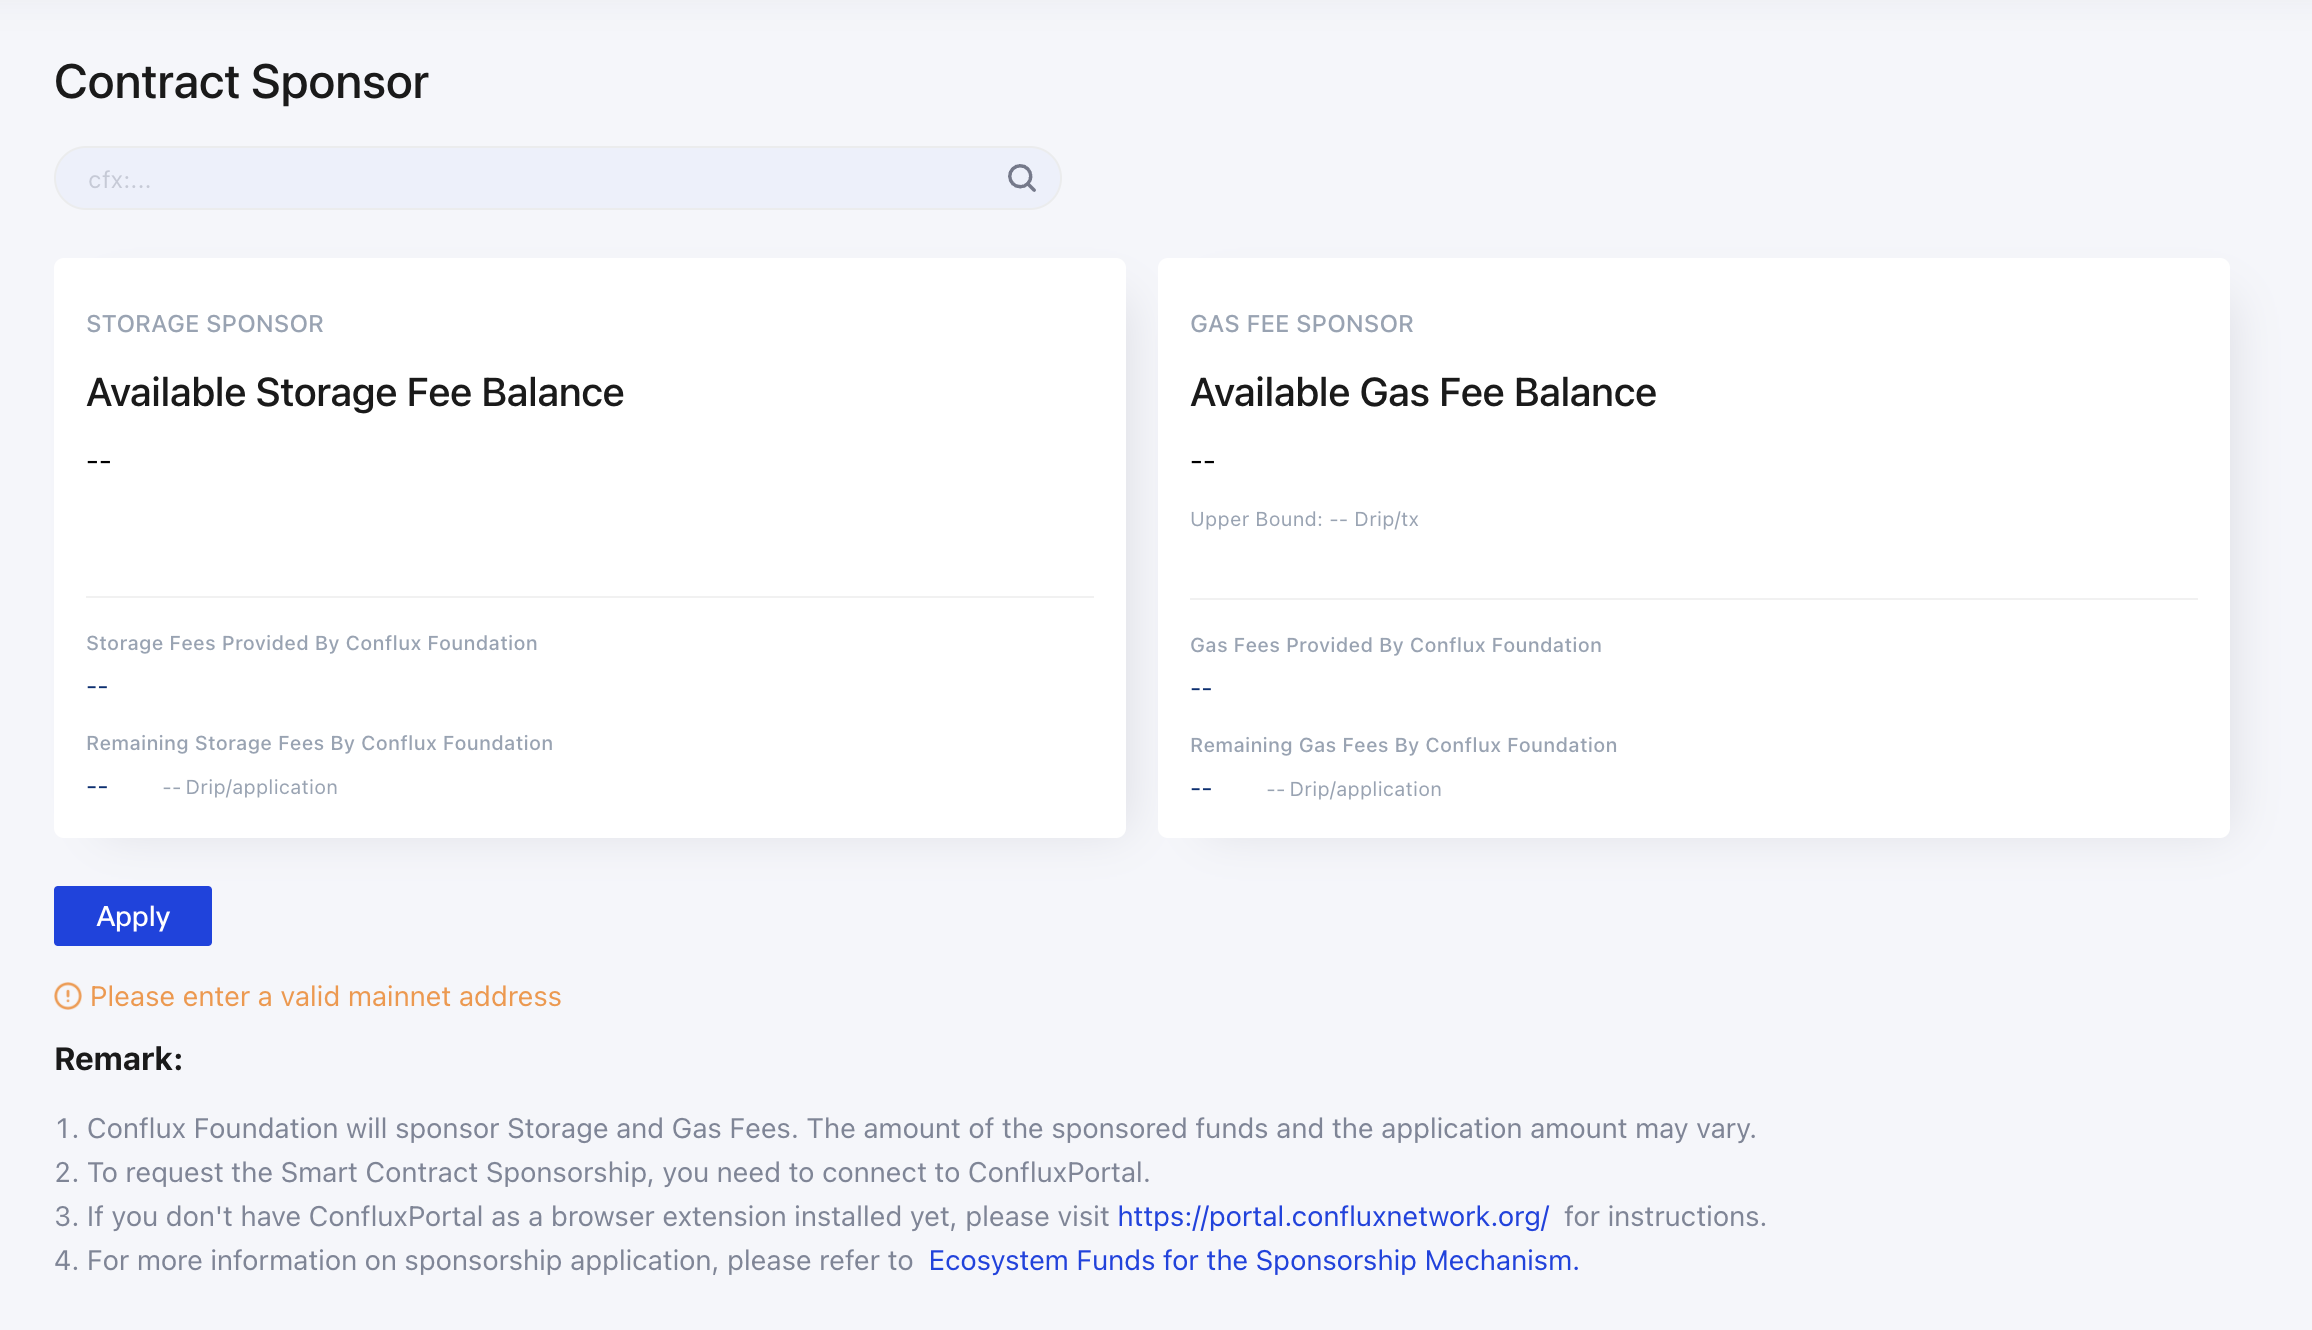 Contract Sponsor
cfx:...
STORAGE SPONSOR
Available Storage Fee Balance
--
Storage Fees Provided By Conflux Foundation
--
Remaining Storage Fees By Conflux Foundation
-- -- Drip/application
GAS FEE SPONSOR
Available Gas Fee Balance
--
Upper Bound: -- Drip/tx
Gas Fees Provided By Conflux Foundation
--
Remaining Gas Fees By Conflux Foundation
-- -- Drip/application
Apply
Please enter a valid mainnet address
Remark:
1. Conflux Foundation will sponsor Storage and Gas Fees. The amount of the sponsored funds and the application amount may vary.
2. To request the Smart Contract Sponsorship, you need to connect to ConfluxPortal.
3. If you don't have ConfluxPortal as a browser extension installed yet, please visit https://portal.confluxnetwork.org/ for instructions.
4. For more information on sponsorship application, please refer to Ecosystem Funds for the Sponsorship Mechanism.